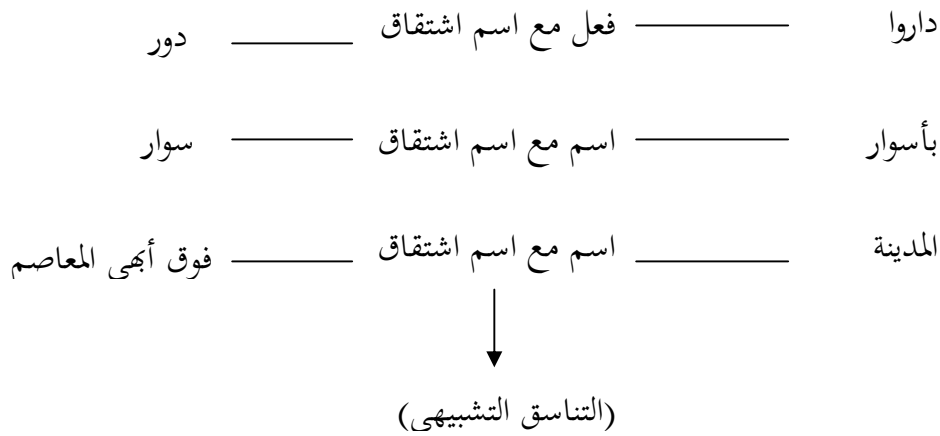 داروا فعل مع اسم اشتقاق دور
بأسوار اسم مع اسم اشتقاق سوار
المدينة اسم مع اسم اشتقاق فوق أبهى المعاصم
(التناسق التشبيهي)